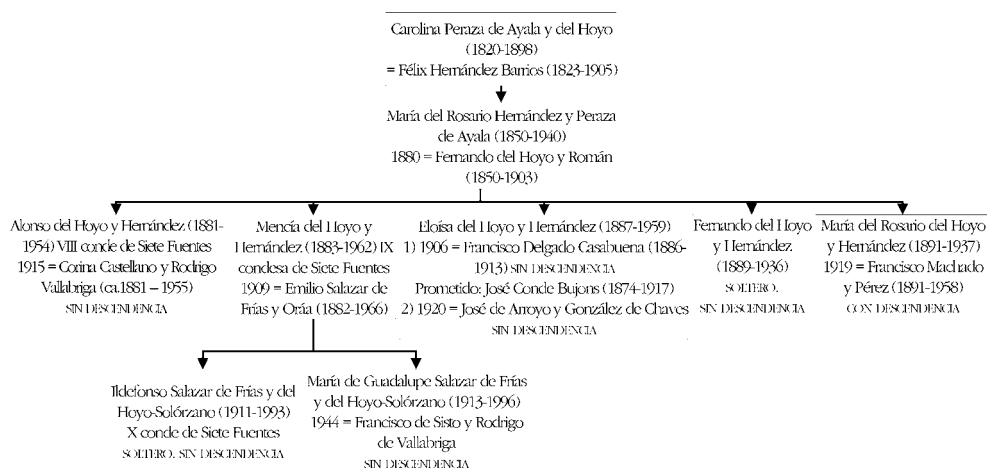 Carolina Peraza de Ayala y del Hoyo
(1820-1898)
= Félix Hernández Barrios (1823-1905)
María del Rosario Hernández y Peraza
de Ayala (1850-1940)
1880 = Fernando del Hoyo y Román
(1850-1903)
Alonso del Hoyo y Hernández (1881-
1954) VIII conde de Siete Fuentes
1915 = Corina Castellano y Rodrigo
Vallabriga (ca.1881 – 1955)
SIN DESCENDENCIA
Mencía del Hoyo y
Hernández (1883-1962) IX
condesa de Siete Fuentes
1909 = Emilio Salazar de
Frías y Oráa (1882-1966)
Eloísa del Hoyo y Hernández (1887-1959)
1) 1906 = Francisco Delgado Casabuena (1886-
1913) SIN DESCENDENCIA
Prometido: José Conde Bujons (1874-1917)
2) 1920 = José de Arroyo y González de Chaves
SIN DESCENDENCIA
Fernando del Hoyo
y Hernández
(1889-1936)
SOLTERO.
SIN DESCENDENCIA
María del Rosario del Hoyo
y Hernández (1891-1937)
1919 = Francisco Machado
y Pérez (1891-1958)
CON DESCENDENCIA
Ildefonso Salazar de Frías y del
Hoyo-Solórzano (1911-1993)
X conde de Siete Fuentes
SOLTERO. SIN DESCENDENCIA
María de Guadalupe Salazar de Frías
y del Hoyo-Solórzano (1913-1996)
1944 = Francisco de Sisto y Rodrigo
de Vallabriga
SIN DESCENDENCIA